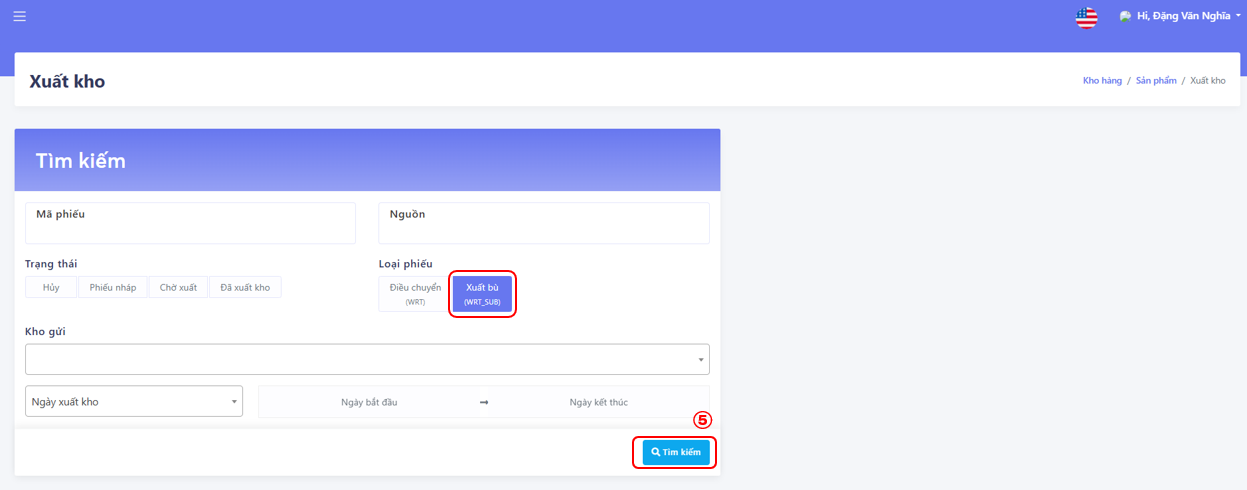 Hi, Đặng Văn Nghĩa
Xuất kho
Kho hàng / Sản phẩm / Xuất kho
Tìm kiếm
Mã phiếu
Nguồn
Trạng thái
Loại phiếu
Hủy
Phiếu nháp
Chờ xuất
Đã xuất kho
Điều chuyển
(WRT)
Xuất bù
(WRT_SUB)
Kho gửi
Ngày xuất kho
Ngày bắt đầu
Ngày kết thúc
⑤
Tìm kiếm